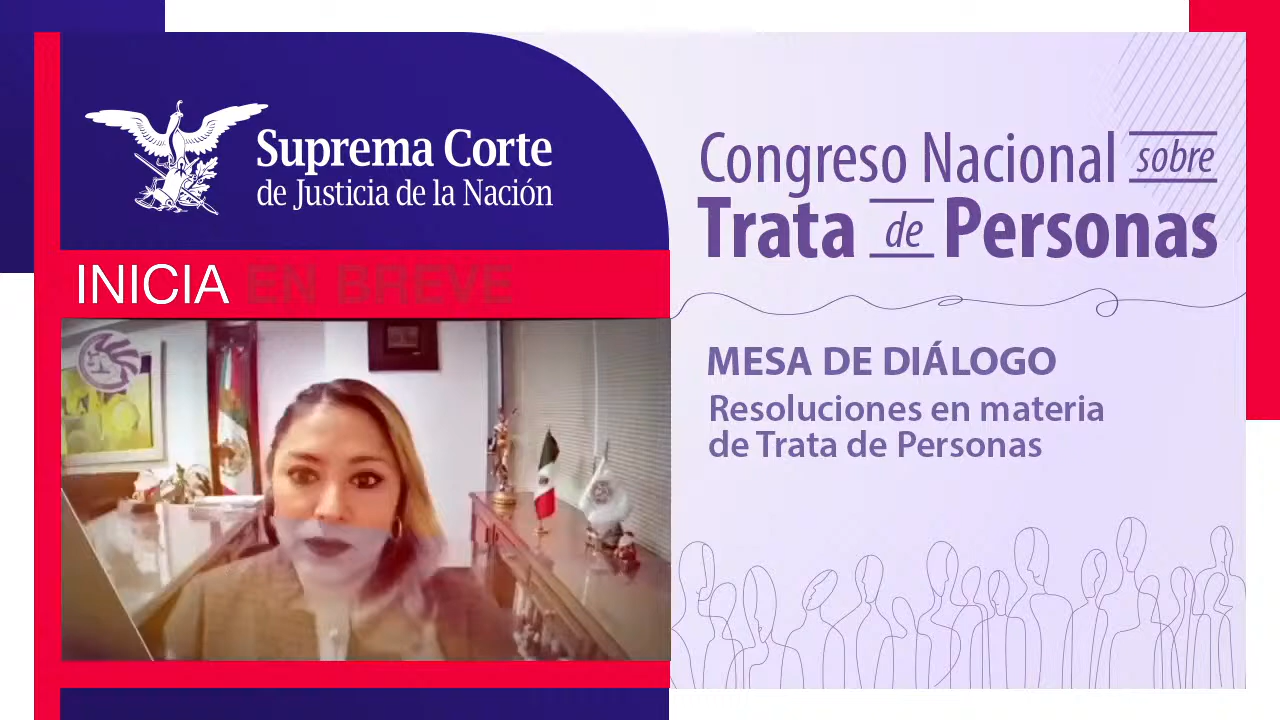 Suprema Corte
de Justicia de la Nación
INICIA EN BREVE
Congreso Nacional sobre
Trata de Personas
MESA DE DIÁLOGO
Resoluciones en materia
de Trata de Personas